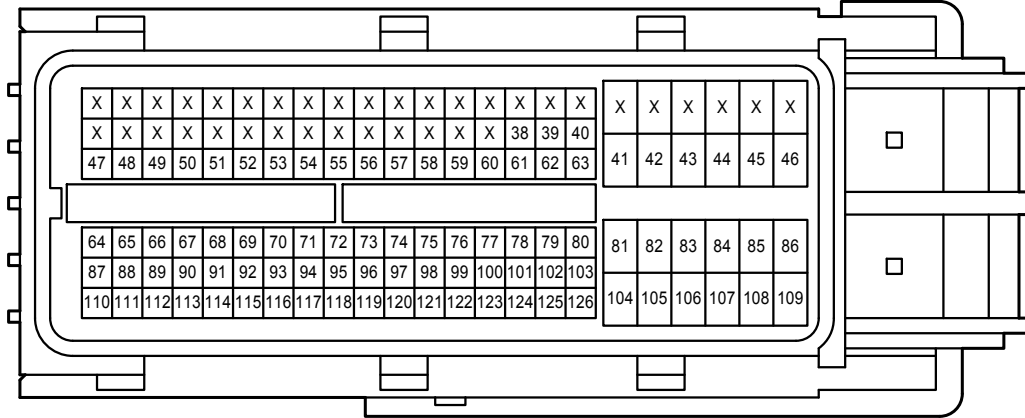 X X X X X X X X X X X X X X X X X X X X X X X
X X X X X X X X X X X X X X 38 39 40
41 42 43 44 45 46
47 48 49 50 51 52 53 54 55 56 57 58 59 60 61 62 63
64 65 66 67 68 69 70 71 72 73 74 75 76 77 78 79 80 81 82 83 84 85 86
87 88 89 90 91 92 93 94 95 96 97 98 99 100 101 102 103
104 105 106 107 108 109
110 111 112 113 114 115 116 117 118 119 120 121 122 123 124 125 126